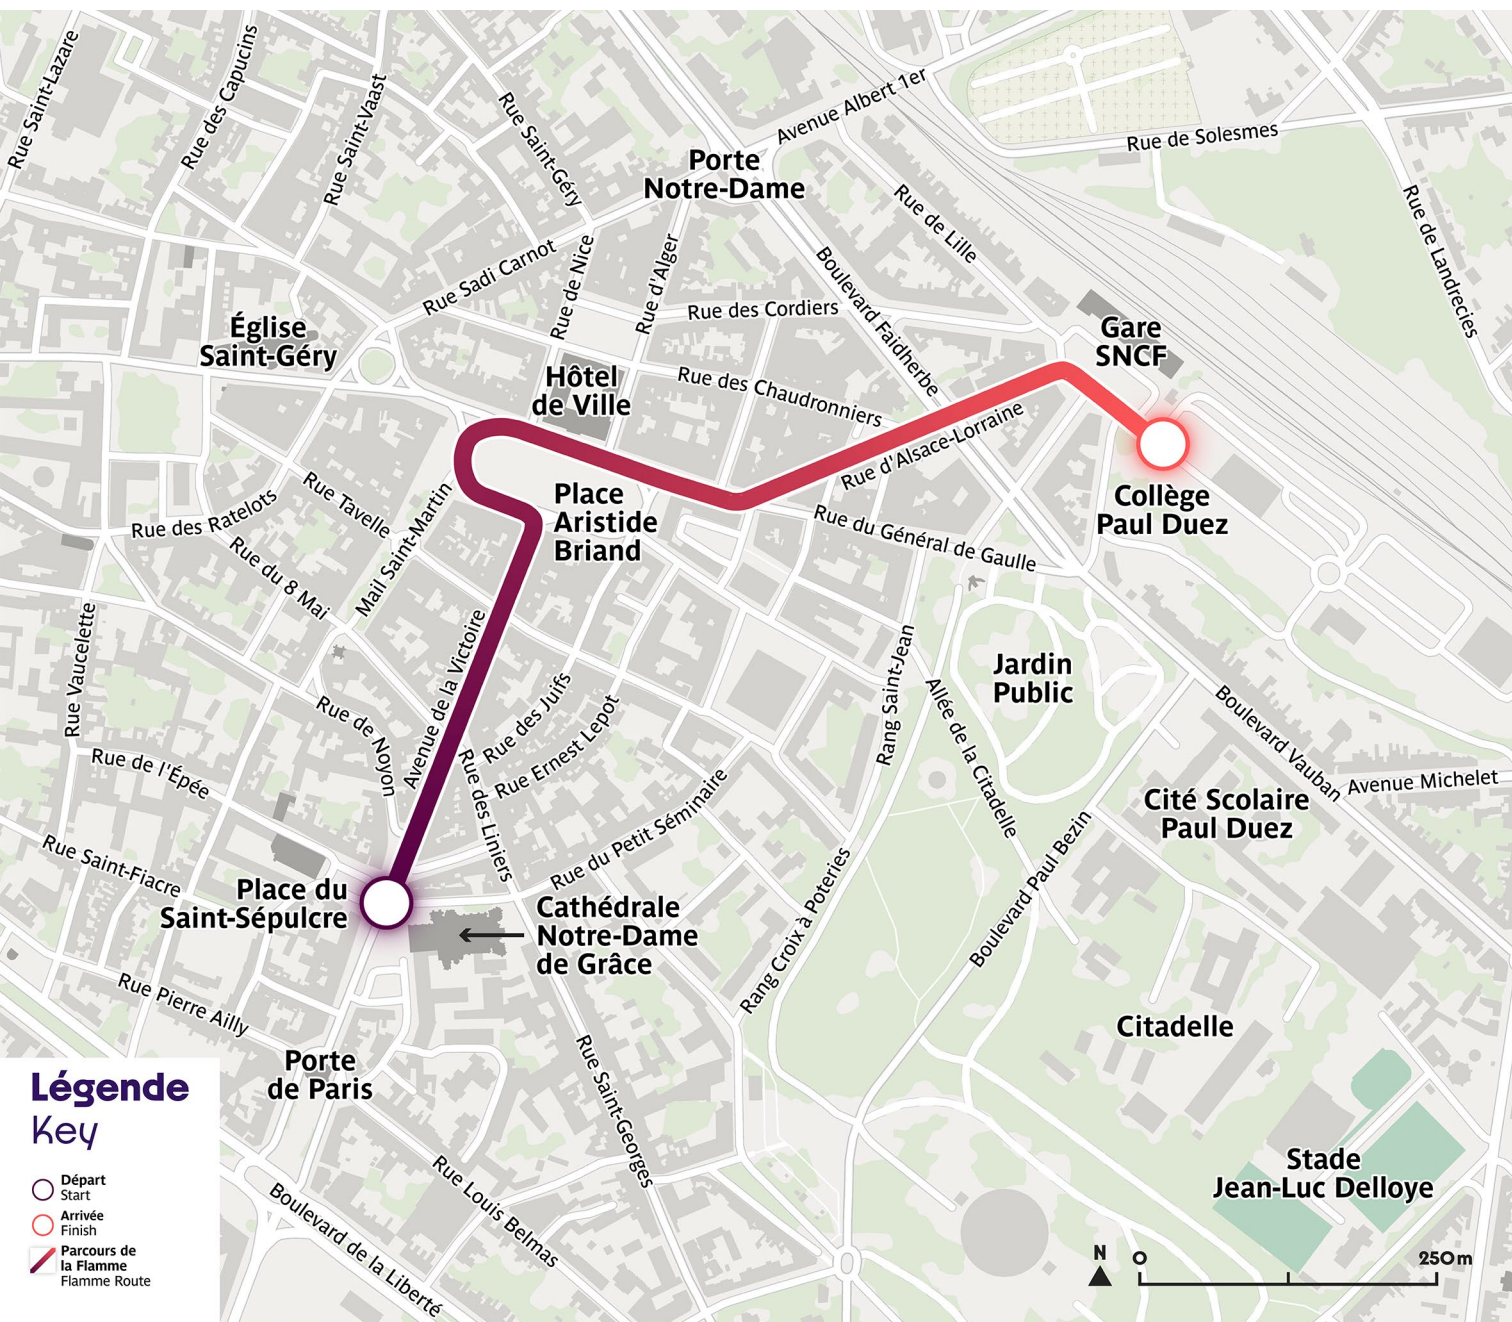 Rue Saint-Lazare
Rue des Capucins
Rue Saint-Vaast
Rue Saint-Géry
Avenue Albert 1er
Rue de Solesmes
Porte
Notre-Dame
Rue de Lille
Rue de Landrecies
Rue Sadi Carnot
Rue de Nice
Rue d'Alger
Boulevard Faidherbe
Rue des Cordiers
Église
Saint-Géry
Gare
SNCF
Hôtel
de Ville
Rue des Chaudronniers
Rue d'Alsace-Lorraine
Rue Tavelle
Mail Saint-Martin
Place
Aristide
Briand
Collège
Paul Duez
Rue des Ratelots
Rue du Général de Gaulle
Rue du 8 Mai
Rue Vaucelette
Avenue de la Victoire
Rang Saint-Jean
Jardin
Public
Rue des Juifs
Rue Ernest Lepot
Allée de la Citadelle
Boulevard Vauban
Rue de Noyon
Rue de l'Épée
Rue des Liniers
Rue du Petit Séminaire
Avenue Michelet
Cité Scolaire
Paul Duez
Boulevard Paul Bezin
Rue Saint-Fiacre
Place du
Saint-Sépulcre
Cathédrale
Notre-Dame
de Grâce
Rang Croix à Poteries
Rue Pierre Ailly
Citadelle
Porte
de Paris
Rue Saint-Georges
Rue Louis Belmas
Boulevard de la Liberté
Stade
Jean-Luc Delloye
Légende
Key
Départ
Start
Arrivée
Finish
Parcours de
la Flamme
Flamme Route
N 0 250m